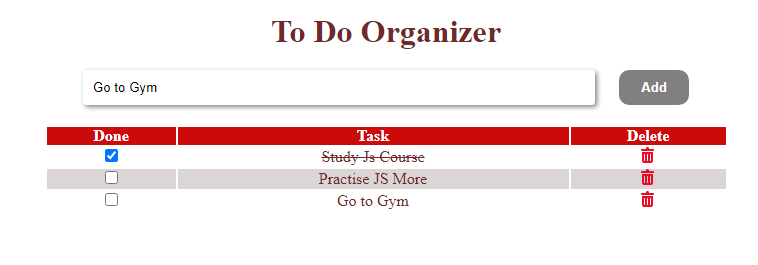 To Do Organizer
Go to Gym Add
Done Task Delete
Study Js Course
Practise JS More
Go to Gym